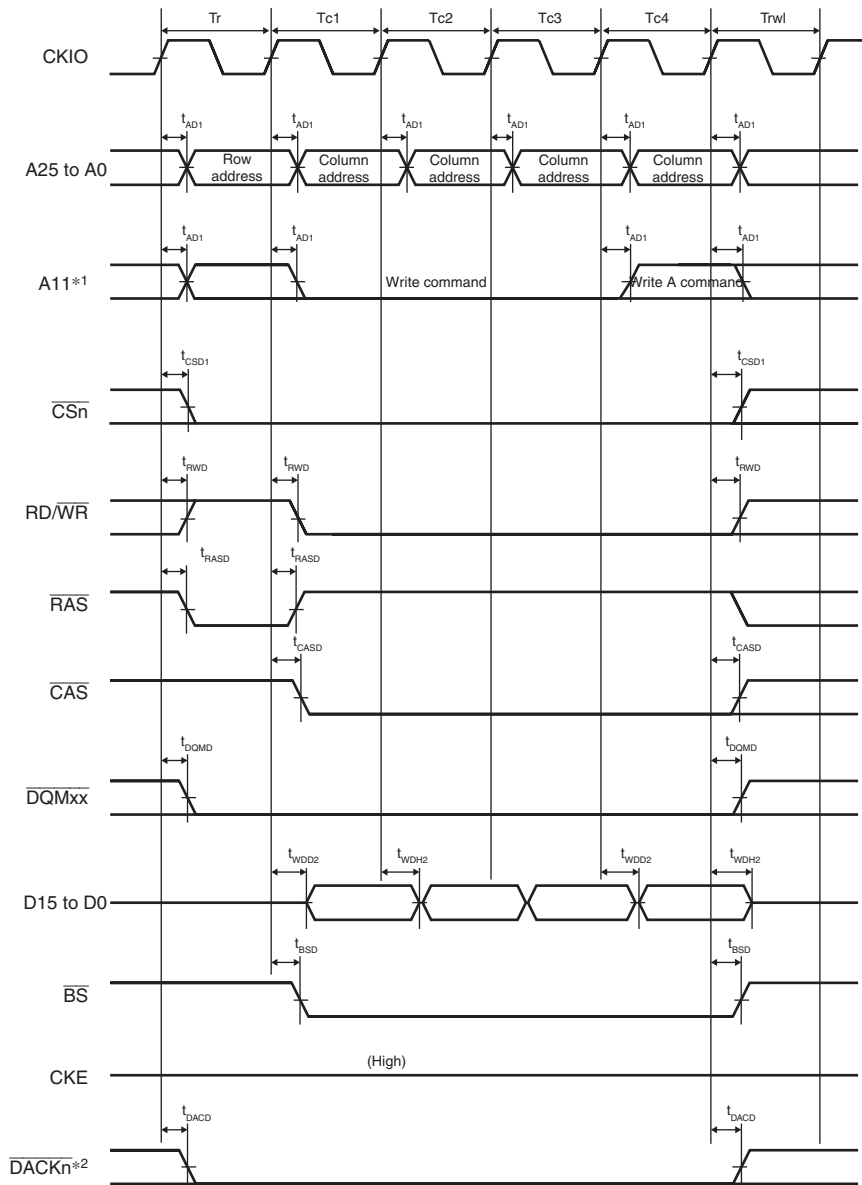 Tr Tc1 Tc2 Tc3 Tc4 Trwl
CKIO
tAD1 tAD1 tAD1 tAD1 tAD1 tAD1
A25 to A0
Row address
Column address
Column address
Column address
Column address
tAD1 tAD1 tAD1 tAD1
A11*1
Write command
Write A command
tCSD1 tCSD1
CSn
tRWD tRWD tRWD
RD/WR
tRASD tRASD
RAS
tCASD tCASD
CAS
tDQMD tDQMD
DQMxx
tWDD2 tWDH2 tWDD2 tWDH2
D15 to D0
tBSD tBSD
BS
(High)
CKE
tDACD tDACD
DACKn*2